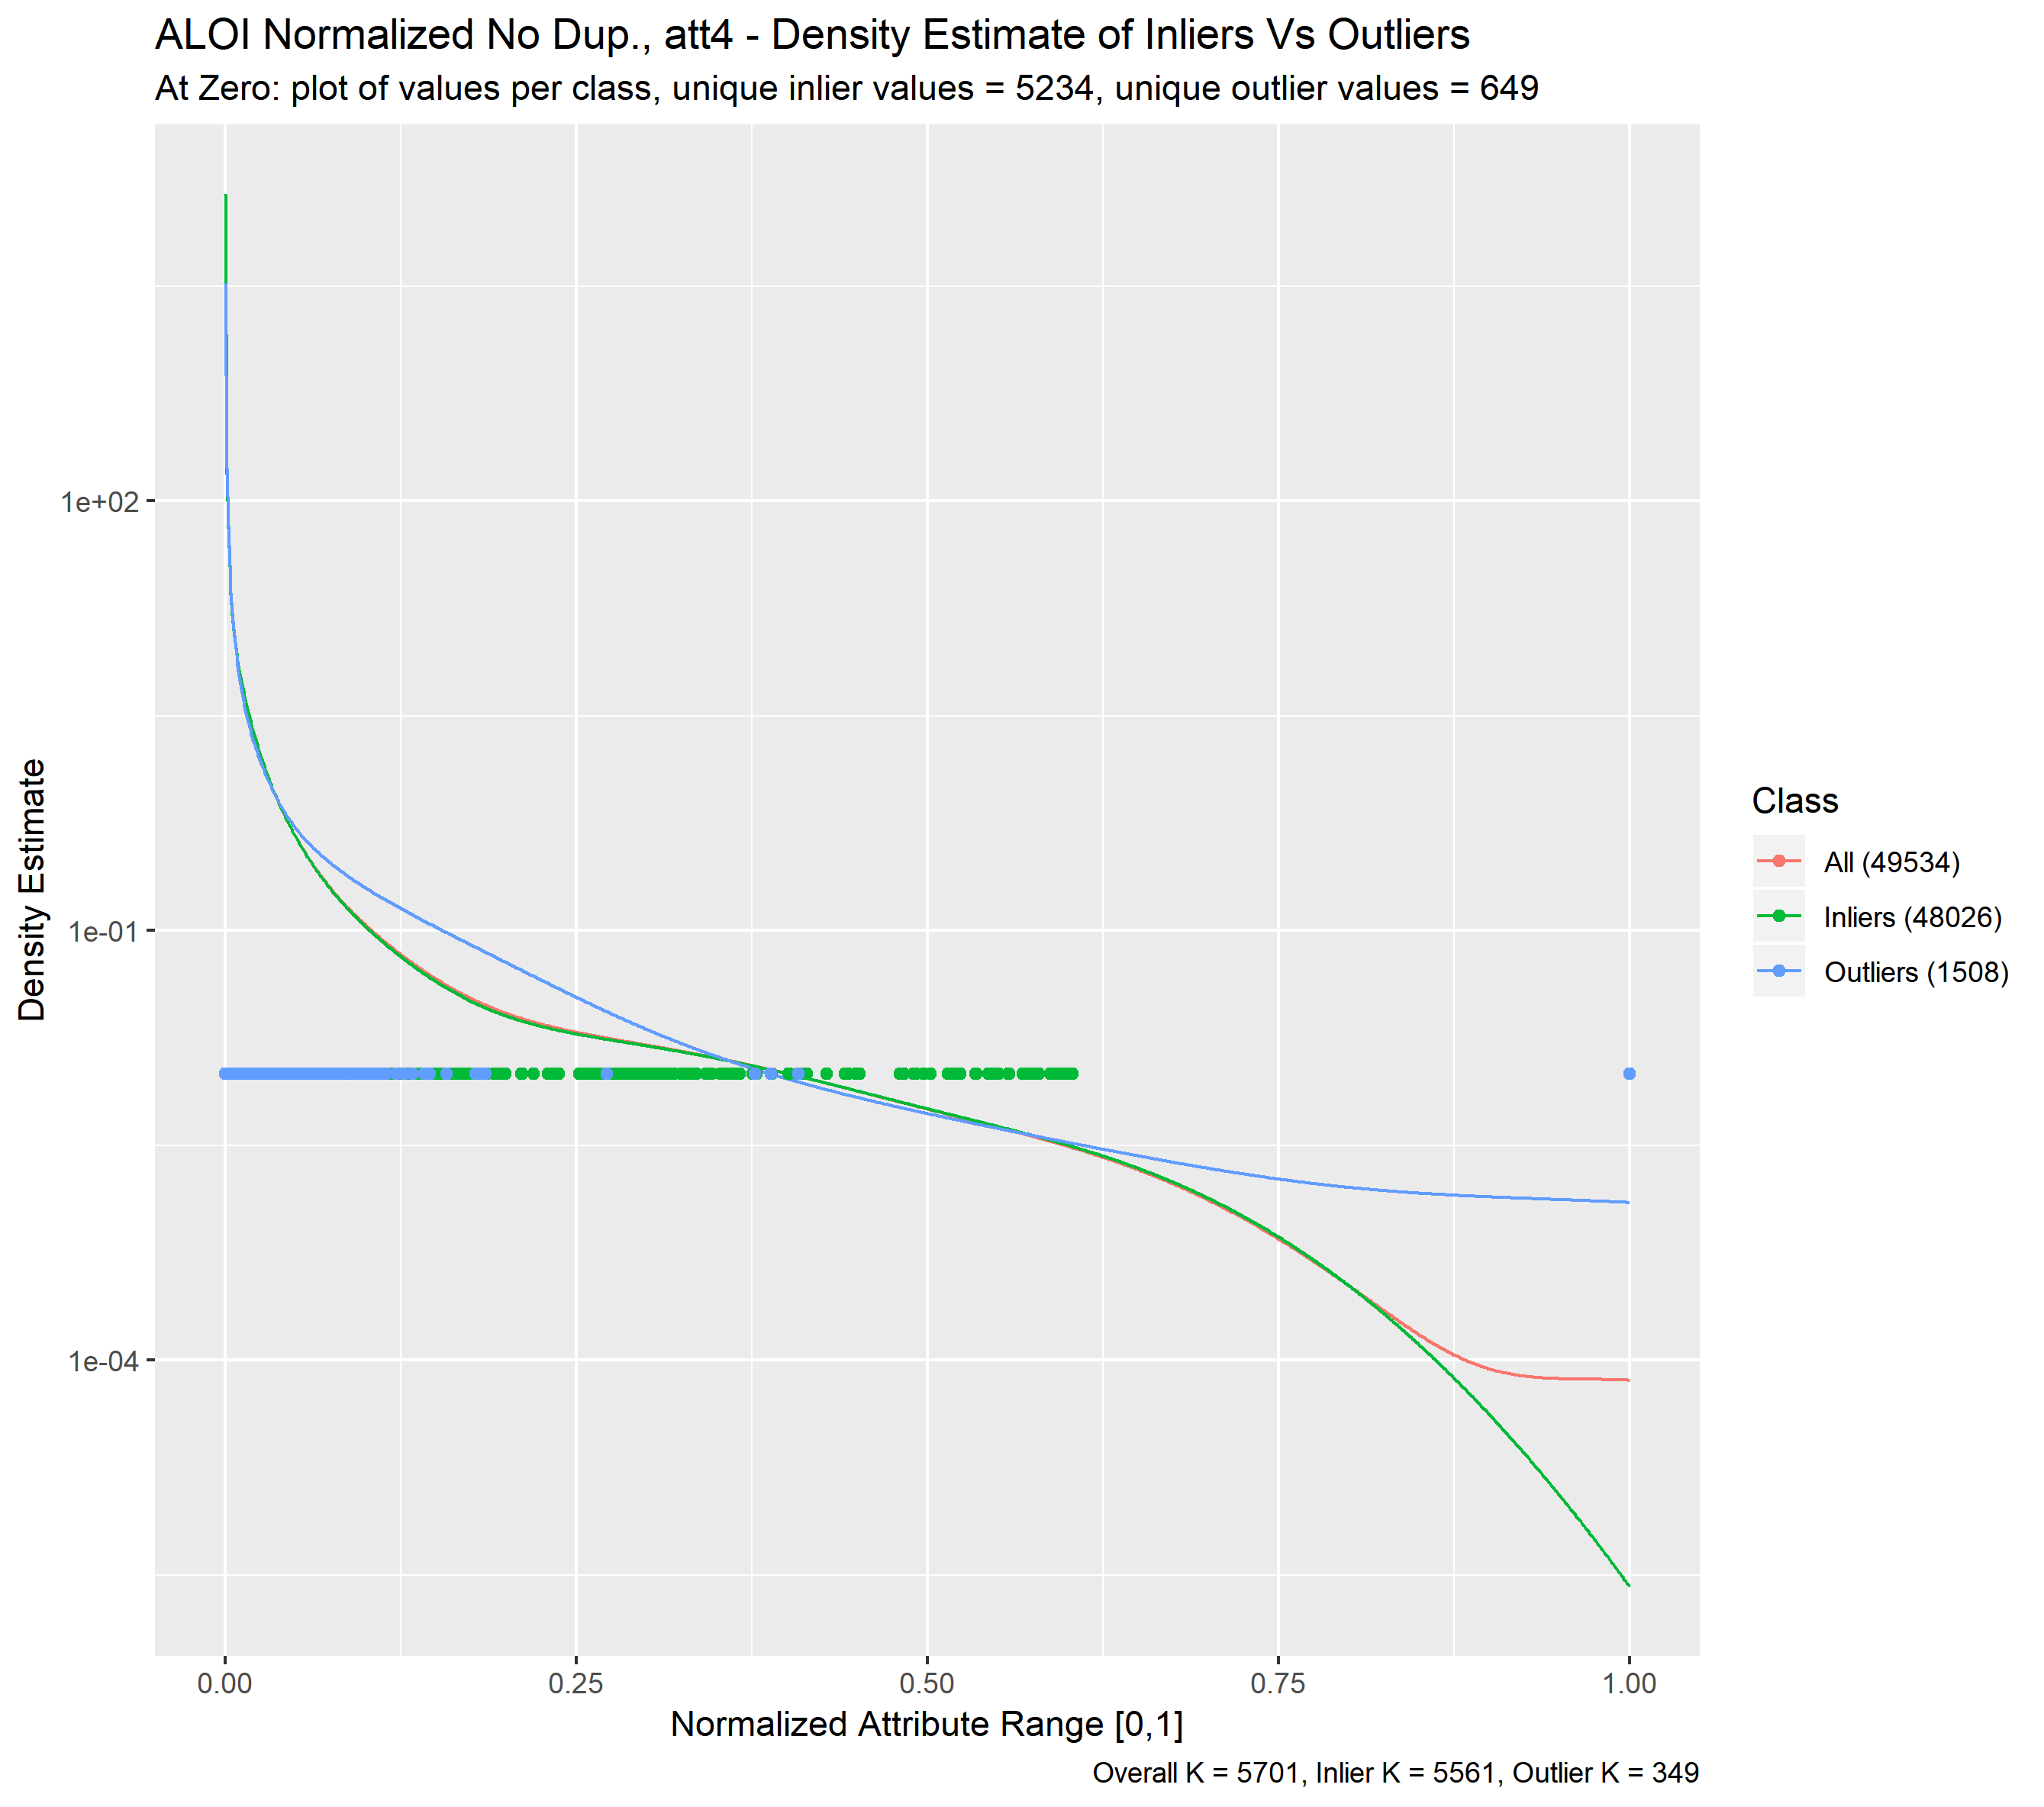 ALOI Normalized No Dup., att4 - Density Estimate of Inliers Vs Outliers
At Zero: plot of values per class, unique inlier values = 5234, unique outlier values = 649
Density Estimate
1e+02
1e-01
1e-04
0.00 0.25 0.50 0.75 1.00
Normalized Attribute Range [0,1]
Class
All (49534)
Inliers (48026)
Outliers (1508)
Overall K = 5701, Inlier K = 5561, Outlier K = 349